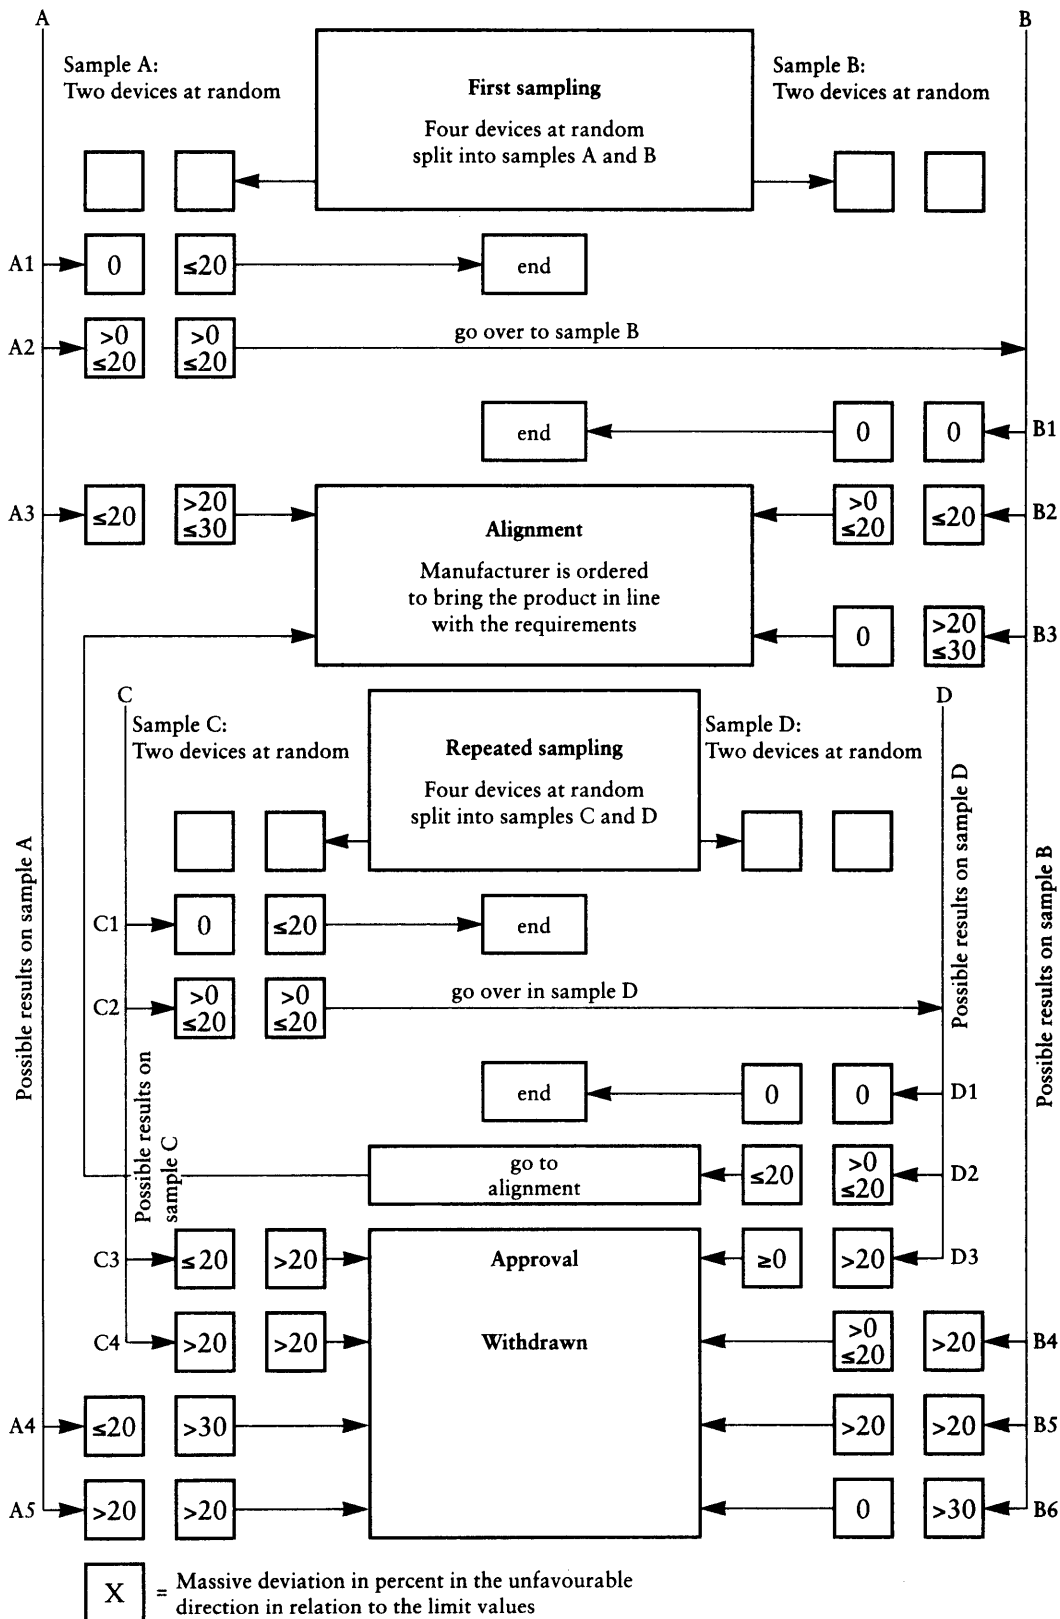 A
B
Sample A:
Two devices at random
First sampling
Four devices at random
split into samples A and B
Sample B:
Two devices at random
A1
0
≤20
end
A2
>0
≤20
>0
≤20
go over to sample B
end
0
0
B1
A3
≤20
>20
≤30
Alignment
Manufacturer is ordered
to bring the product in line
with the requirements
>0
≤20
≤20
B2
0
>20
≤30
B3
C
D
Sample C:
Two devices at random
Repeated sampling
Four devices at random
split into samples C and D
Sample D:
Two devices at random
Possible results on sample A
Possible results on sample D
Possible results on sample B
C1
0
≤20
end
C2
>0
≤20
>0
≤20
go over in sample D
Possible results on
sample C
end
0
0
D1
go to
alignment
≤20
>0
≤20
D2
C3
≤20
>20
Approval
≥0
>20
D3
C4
>20
>20
Withdrawn
>0
≤20
>20
B4
A4
≤20
>30
>20
>20
B5
A5
>20
>20
0
>30
B6
X
= Massive deviation in percent in the unfavourable
direction in relation to the limit values